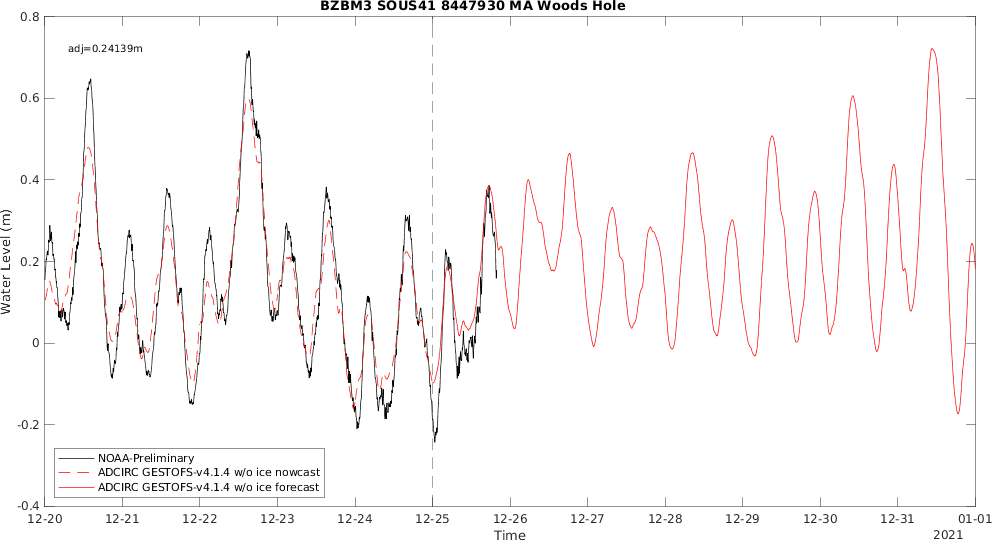 BZBM3 SOUS41 8447930 MA Woods Hole
adj=0.24139m
Water Level (m)
0.8
0.6
0.4
0.2
0
-0.2
-0.4
NOAA-Preliminary
ADCIRC GESTOFS-v4.1.4 w/o ice nowcast
ADCIRC GESTOFS-v4.1.4 w/o ice forecast
12-20 12-21 12-22 12-23 12-24 12-25 12-26 12-27 12-28 12-29 12-30 12-31 01-01
Time
2021